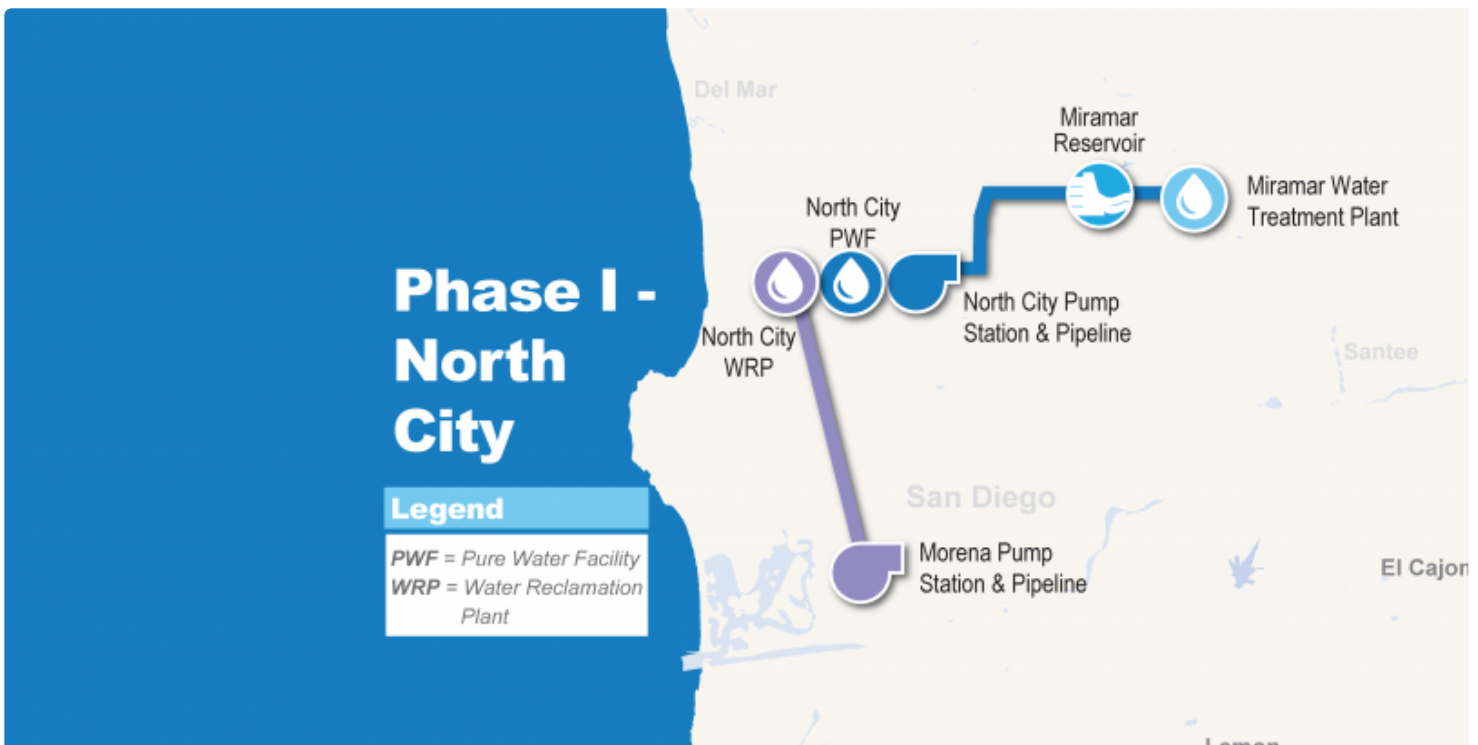 Del Mar
Miramar
Reservoir
Miramar Water
Treatment Plant
North City
PWF
North City Pump
Station & Pipeline
North City
WRP
Phase I -
North
City
Santee
Legend
PWF = Pure Water Facility
WRP = Water Reclamation
Plant
San Diego
Morena Pump
Station & Pipeline
El Cajon